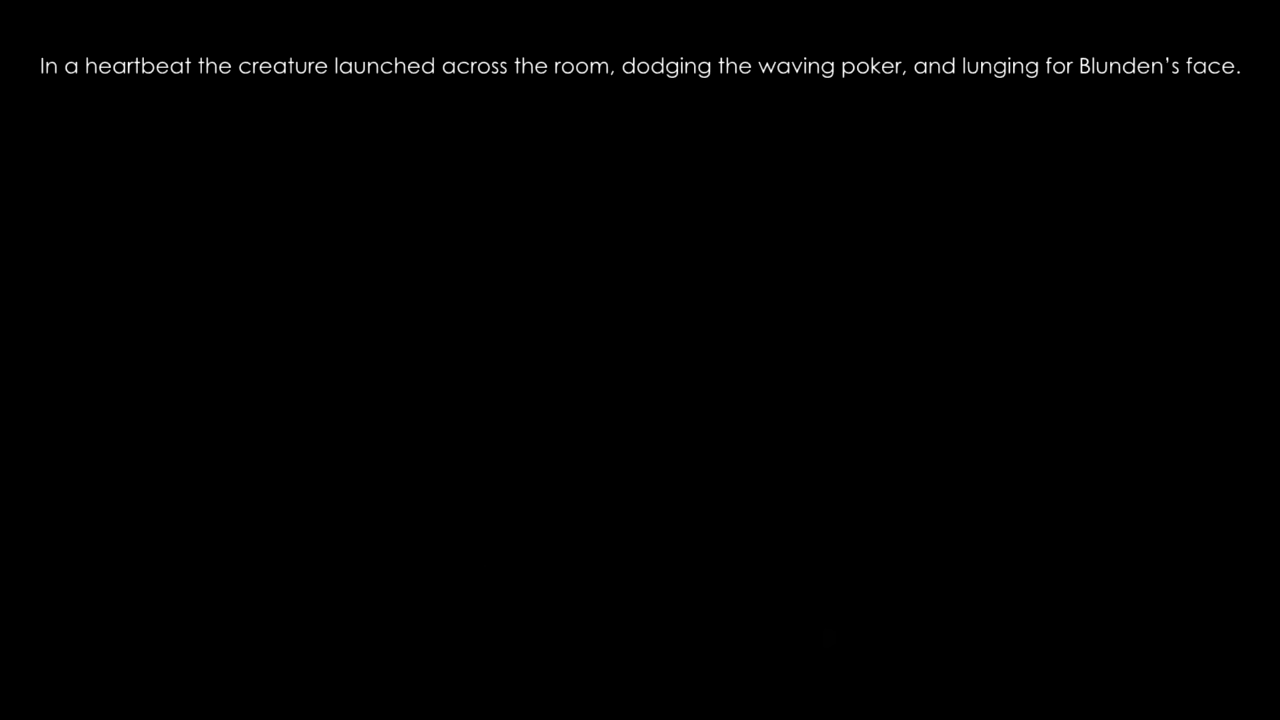 In a heartbeat the creature launched across the room, dodging the waving poker, and lunging for Blunden’s face.